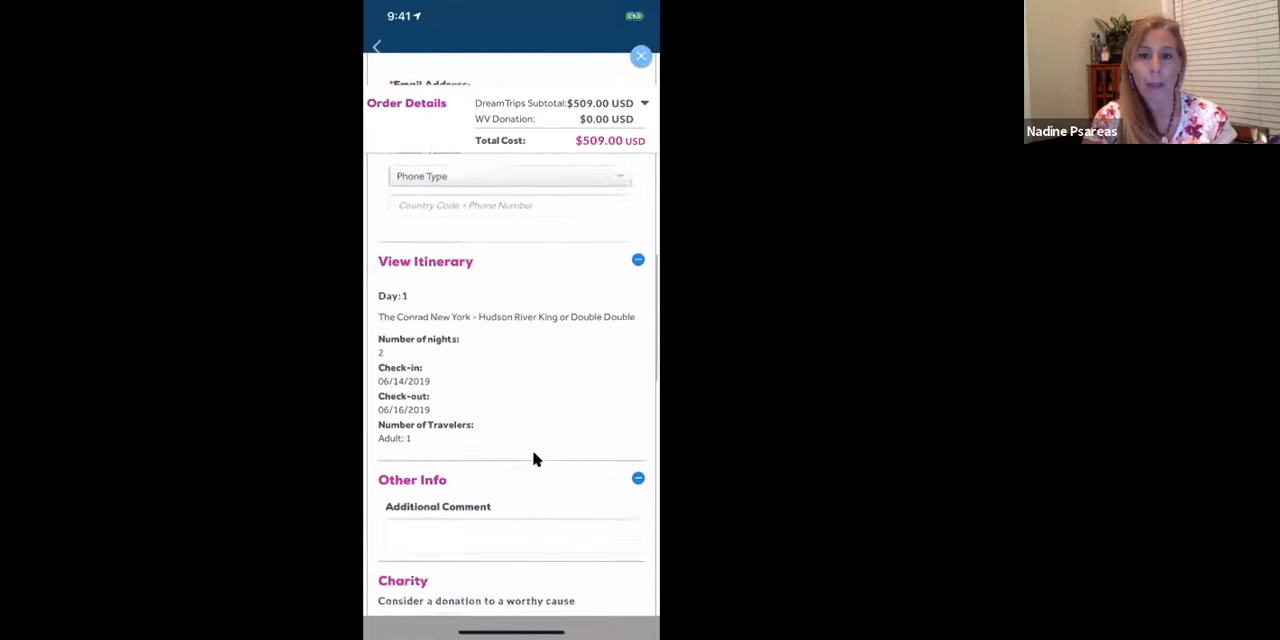 9:41
*Email Address:
Order Details
DreamTrips Subtotal: $509.00 USD
WV Donation: $0.00 USD
Total Cost: $509.00 USD
Phone Type
Country Code + Phone Number
View Itinerary
Day: 1
The Conrad New York - Hudson River King or Double Double
Number of nights:
2
Check-in:
06/14/2019
Check-out:
06/16/2019
Number of Travelers:
Adult: 1
Other Info
Additional Comment
Charity
Consider a donation to a worthy cause
Nadine Psareas